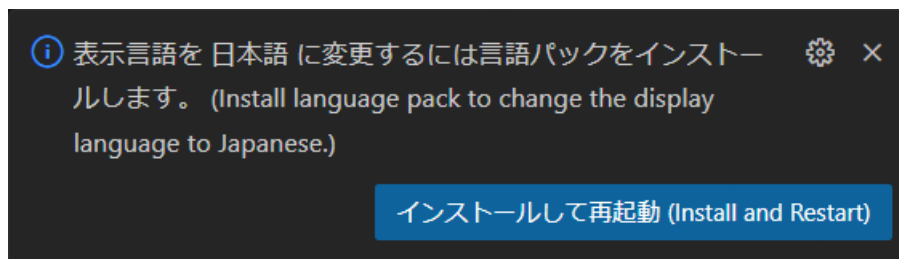 表示言語を 日本語 に変更するには言語パックをインストー
ルします。 (Install language pack to change the display
language to Japanese.)
インストールして再起動 (Install and Restart)